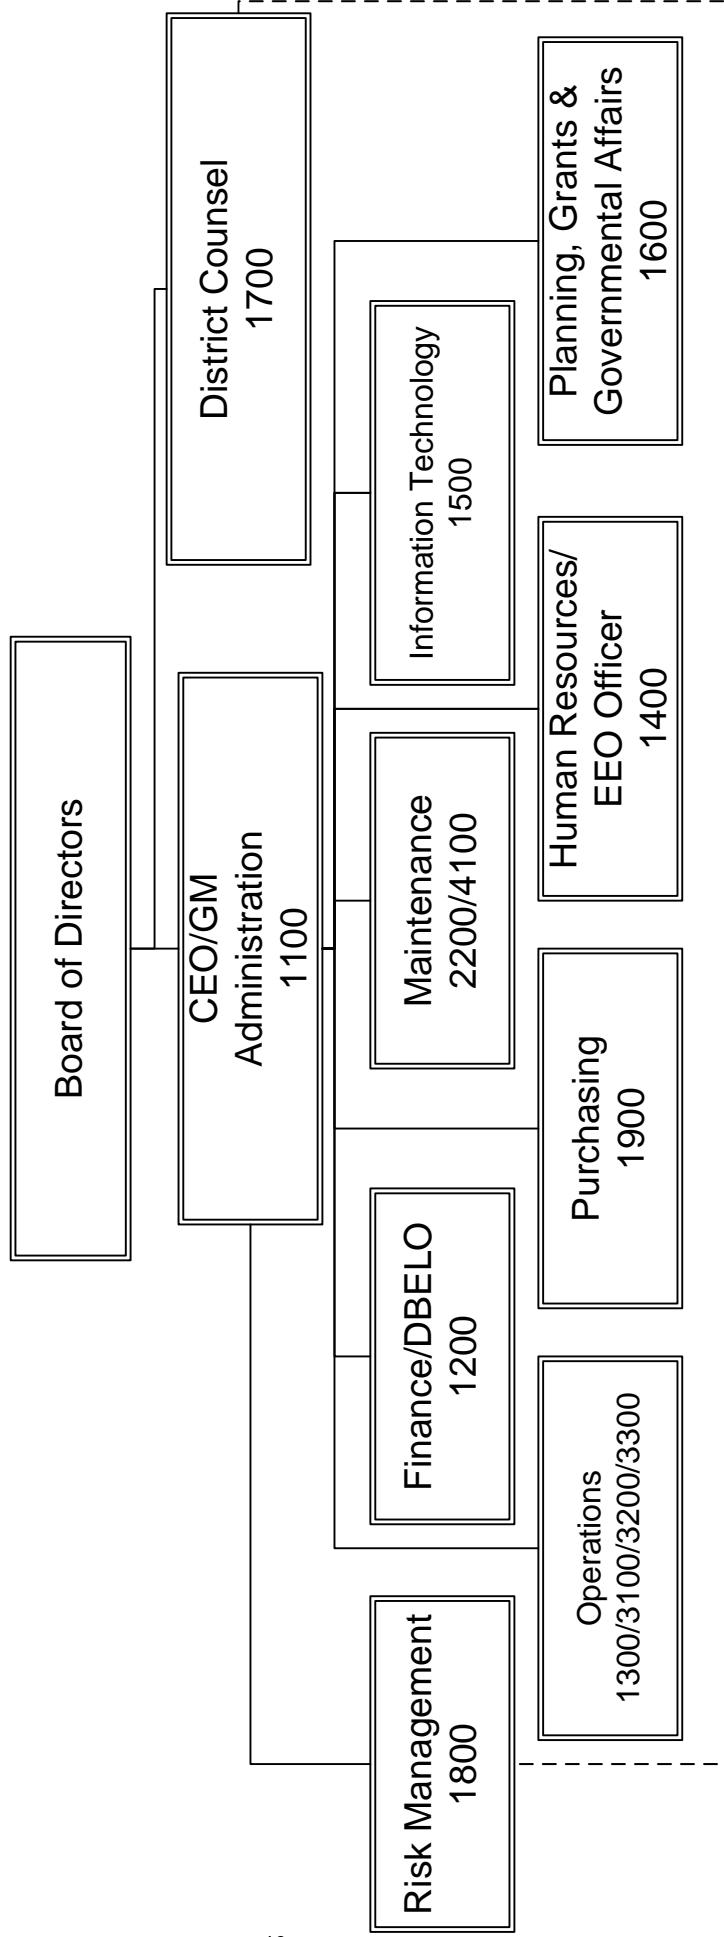 Board of Directors
District Counsel
1700
CEO/GM
Administration
1100
Risk Management
1800
Finance/DBELO
1200
Maintenance
2200/4100
Information Technology
1500
Operations
1300/3100/3200/3300
Purchasing
1900
Human Resources/
EEO Officer
1400
Planning, Grants &
Governmental Affairs
1600